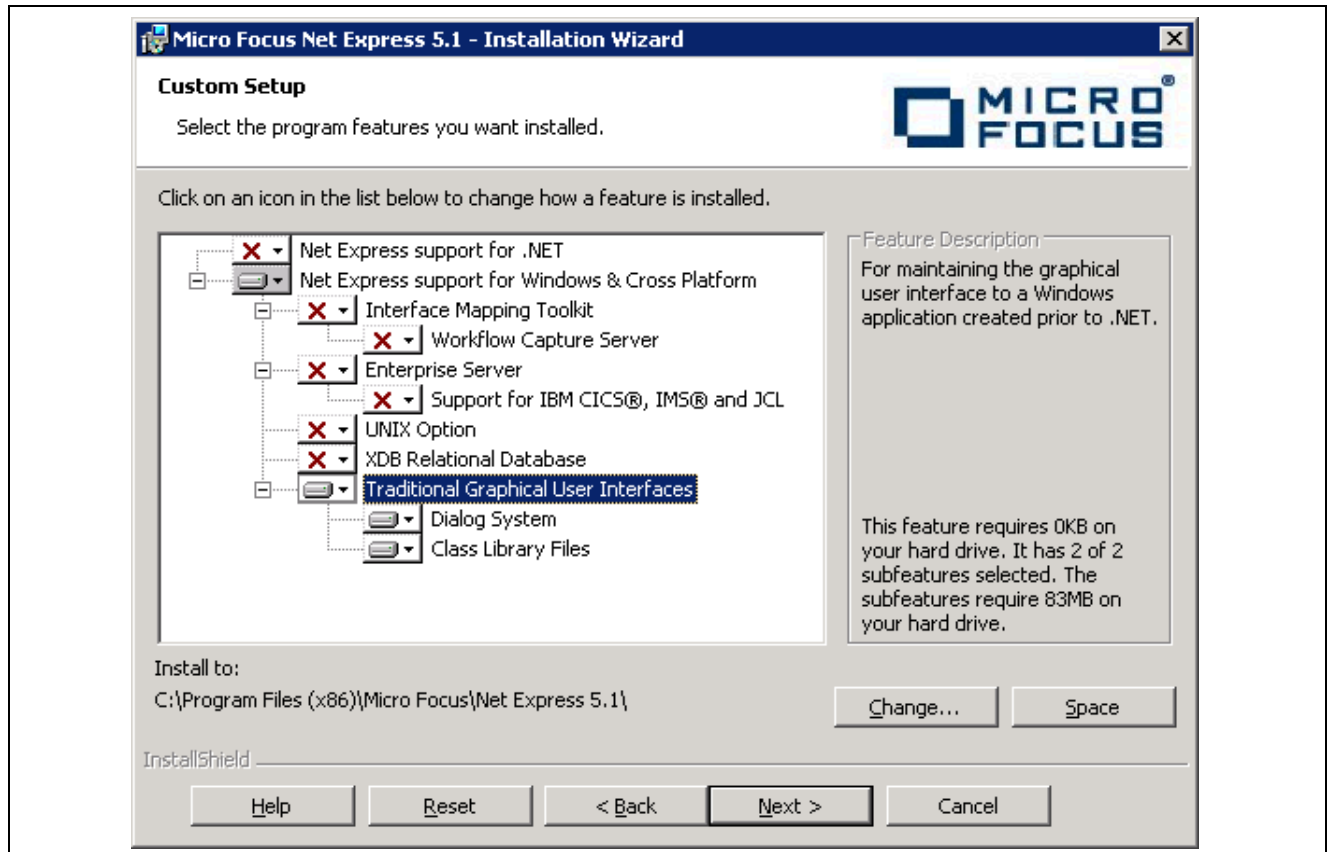 Micro Focus Net Express 5.1 - Installation Wizard
Custom Setup
Select the program features you want installed.
MICRO
FOCUS®
Click on an icon in the list below to change how a feature is installed.
Net Express support for .NET
Net Express support for Windows & Cross Platform
Interface Mapping Toolkit
Workflow Capture Server
Enterprise Server
Support for IBM CICS®, IMS® and JCL
UNIX Option
XDB Relational Database
Traditional Graphical User Interfaces
Dialog System
Class Library Files
Feature Description
For maintaining the graphical
user interface to a Windows
application created prior to .NET.
This feature requires 0KB on
your hard drive. It has 2 of 2
subfeatures selected. The
subfeatures require 83MB on
your hard drive.
Install to:
C:\Program Files (x86)\Micro Focus\Net Express 5.1\
Change...
Space
InstallShield
Help
Reset
< Back
Next >
Cancel